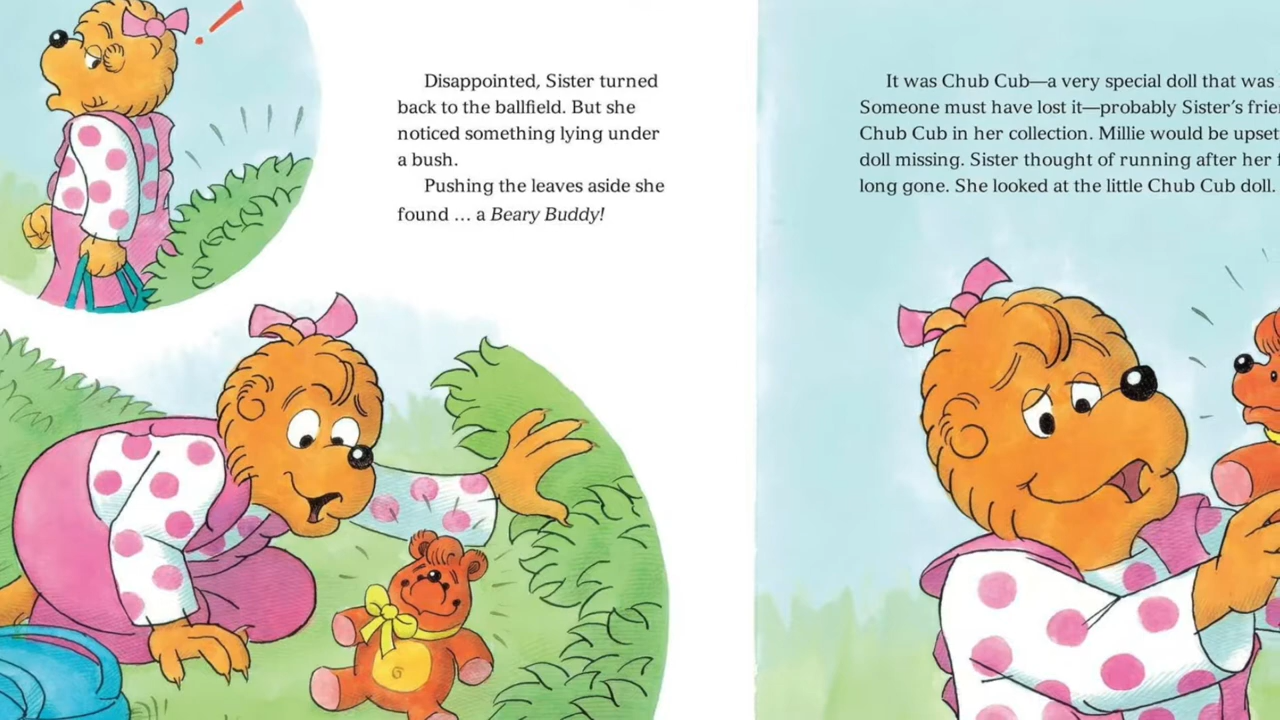 Disappointed, Sister turned
back to the ballfield. But she
noticed something lying under
a bush.
Pushing the leaves aside she
found … a Beary Buddy!
It was Chub Cub—a very special doll that was
Someone must have lost it—probably Sister’s
Chub Cub in her collection. Millie would be upset
doll missing. Sister thought of running after her
long gone. She looked at the little Chub Cub doll.